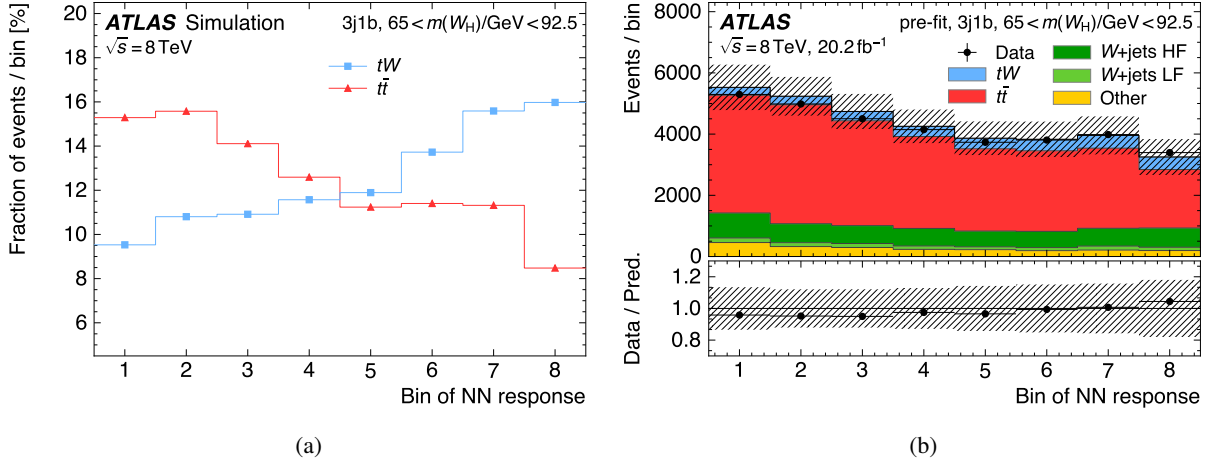 ATLAS Simulation
3j1b, 65<m(W_H)/GeV<92.5
√s=8 TeV
tW
tt̄
Fraction of events / bin [%]
20
18
16
14
12
10
8
6
1 2 3 4 5 6 7 8
Bin of NN response
(a)
ATLAS
pre-fit, 3j1b, 65<m(W_H)/GeV<92.5
√s=8 TeV, 20.2 fb⁻¹
Data
tW
tt̄
W+jets HF
W+jets LF
Other
Events / bin
8000
6000
4000
2000
0
Data / Pred.
1.2
1.0
0.8
1 2 3 4 5 6 7 8
Bin of NN response
(b)